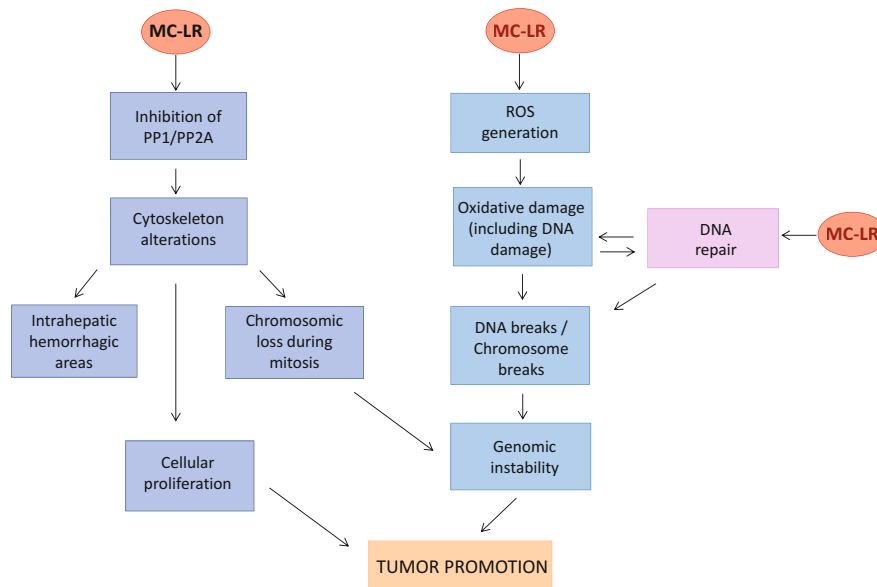 MC-LR
MC-LR
Inhibition of
PP1/PP2A
ROS
generation
Cytoskeleton
alterations
Oxidative damage
(including DNA
damage)
DNA
repair
MC-LR
Intrahepatic
hemorrhagic
areas
Chromosomic
loss during
mitosis
DNA breaks /
Chromosome
breaks
Cellular
proliferation
Genomic
instability
TUMOR PROMOTION